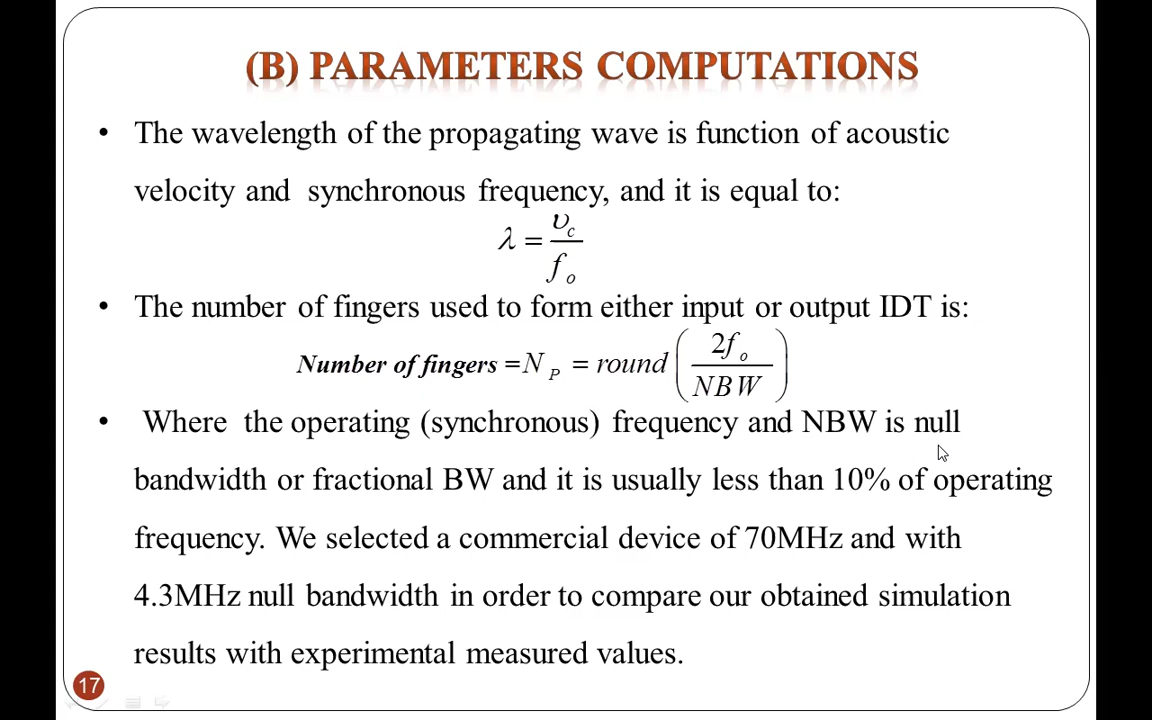 (B) PARAMETERS COMPUTATIONS
• The wavelength of the propagating wave is function of acoustic
velocity and synchronous frequency, and it is equal to:
λ = υc / fo
• The number of fingers used to form either input or output IDT is:
Number of fingers = NP = round (2fo / NBW)
• Where the operating (synchronous) frequency and NBW is null
bandwidth or fractional BW and it is usually less than 10% of operating
frequency. We selected a commercial device of 70MHz and with
4.3MHz null bandwidth in order to compare our obtained simulation
results with experimental measured values.
17